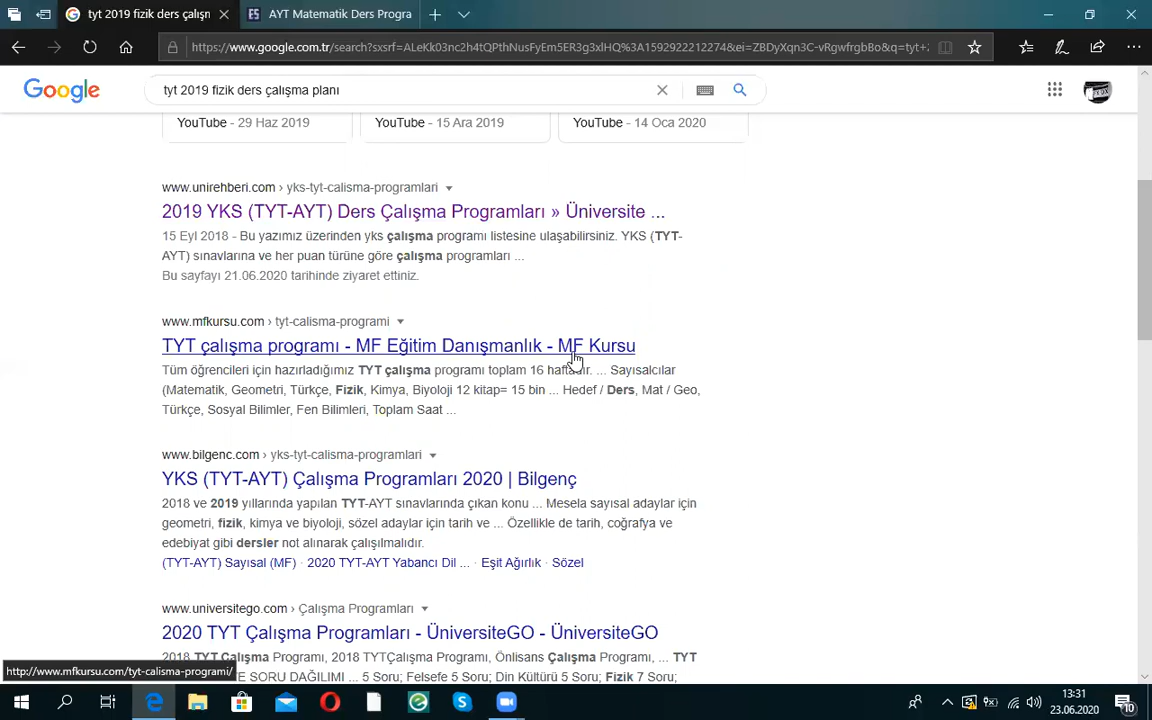 tyt 2019 fizik ders çalışn
AYT Matematik Ders Progra
https://www.google.com.tr/search?sxsrf=ALeKk03nc2h4tQPthNusFyEm5ER3g3xlHQ%3A1592922212274&ei=ZBDyXqn3C-vRgwfrgbBo&q=tyt+
Google
tyt 2019 fizik ders çalışma planı
YouTube - 29 Haz 2019
YouTube - 15 Ara 2019
YouTube - 14 Oca 2020
www.unirehberi.com › yks-tyt-calisma-programlari
2019 YKS (TYT-AYT) Ders Çalışma Programları » Üniversite ...
15 Eyl 2018 - Bu yazımız üzerinden yks çalışma programı listesine ulaşabilirsiniz. YKS (TYT-
AYT) sınavlarına ve her puan türüne göre çalışma programları ...
Bu sayfayı 21.06.2020 tarihinde ziyaret ettiniz.
www.mfkursu.com › tyt-calisma-programi
TYT çalışma programı - MF Eğitim Danışmanlık - MF Kursu
Tüm öğrencileri için hazırladığımız TYT çalışma programı toplam 16 haftadır. ... Sayısalcılar
(Matematik, Geometri, Türkçe, Fizik, Kimya, Biyoloji 12 kitap= 15 bin ... Hedef / Ders, Mat / Geo,
Türkçe, Sosyal Bilimler, Fen Bilimleri, Toplam Saat ...
www.bilgenc.com › yks-tyt-calisma-programlari
YKS (TYT-AYT) Çalışma Programları 2020 | Bilgenç
2018 ve 2019 yıllarında yapılan TYT-AYT sınavlarında çıkan konu ... Mesela sayısal adaylar için
geometri, fizik, kimya ve biyoloji, sözel adaylar için tarih ve ... Özellikle de tarih, coğrafya ve
edebiyat gibi dersler not alınarak çalışılmalıdır.
(TYT-AYT) Sayısal (MF) · 2020 TYT-AYT Yabancı Dil ... · Eşit Ağırlık · Sözel
www.universitego.com › Çalışma Programları
2020 TYT Çalışma Programları - ÜniversiteGO - ÜniversiteGO
2018 TYT Çalışma Programı, 2018 TYTÇalışma Programı, Önlisans Çalışma Programı, ... TYT
E SORU DAĞILIMI ... 5 Soru; Felsefe 5 Soru; Din Kültürü 5 Soru; Fizik 7 Soru;
http://www.mfkursu.com/tyt-calisma-programi/
13:31
23.06.2020
10